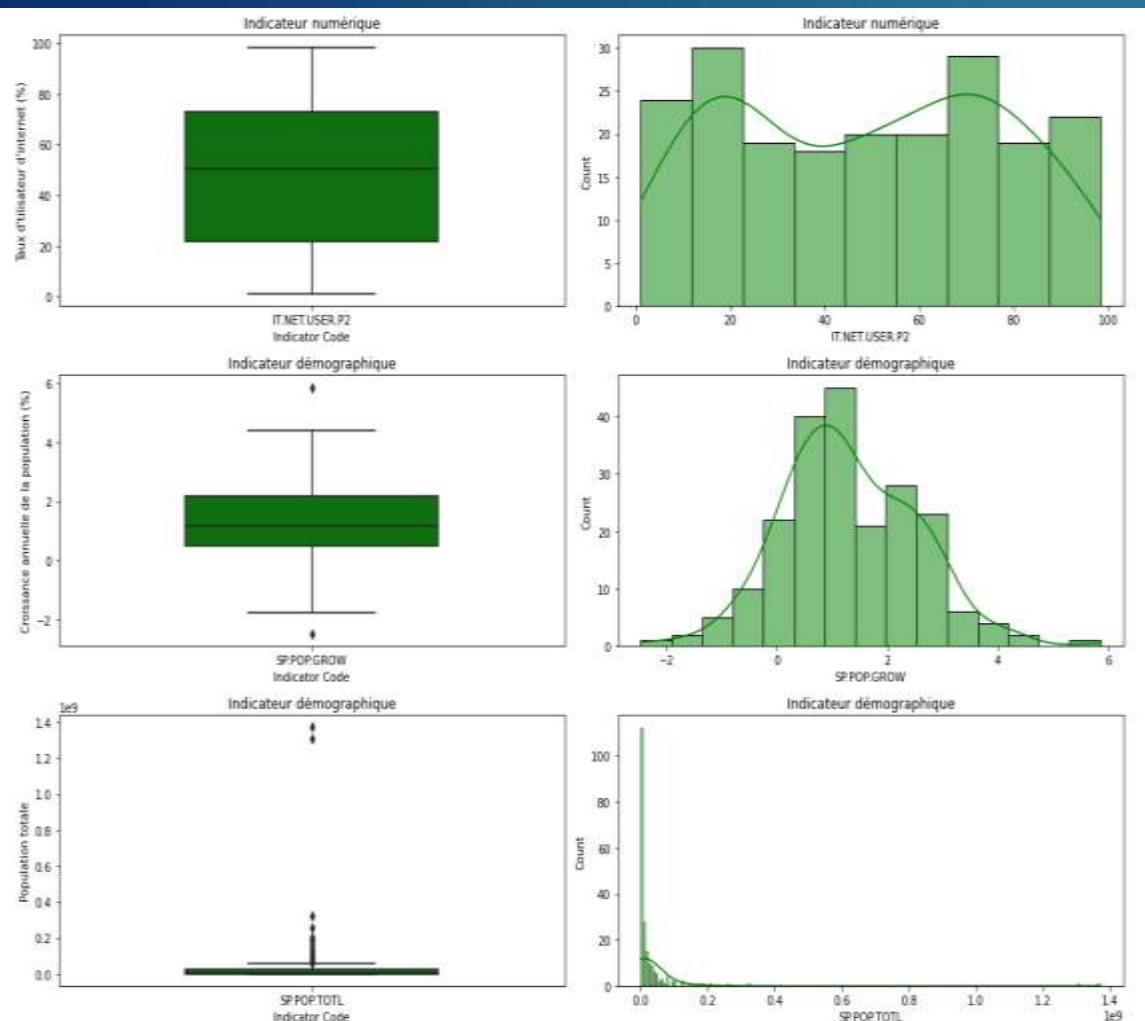 Indicateur numérique
Taux d'tilisateur d'internet (%)
100
80
60
40
20
0
IT.NET.USER.P2
Indicator Code
Indicateur numérique
Count
30
25
20
15
10
5
0
0 20 40 60 80 100
IT.NET.USER.P2
Indicateur démographique
Croissance annuelle de la population (%)
6
4
2
0
−2
SP.POP.GROW
Indicator Code
Indicateur démographique
Count
40
30
20
10
0
−2 0 2 4 6
SP.POP.GROW
Indicateur démographique
1e9
Population totale
1.4
1.2
1.0
0.8
0.6
0.4
0.2
0.0
SP.POP.TOTL
Indicator Code
Indicateur démographique
Count
100
80
60
40
20
0
0.0 0.2 0.4 0.6 0.8 1.0 1.2 1.4
SP.POP.TOTL
1e9